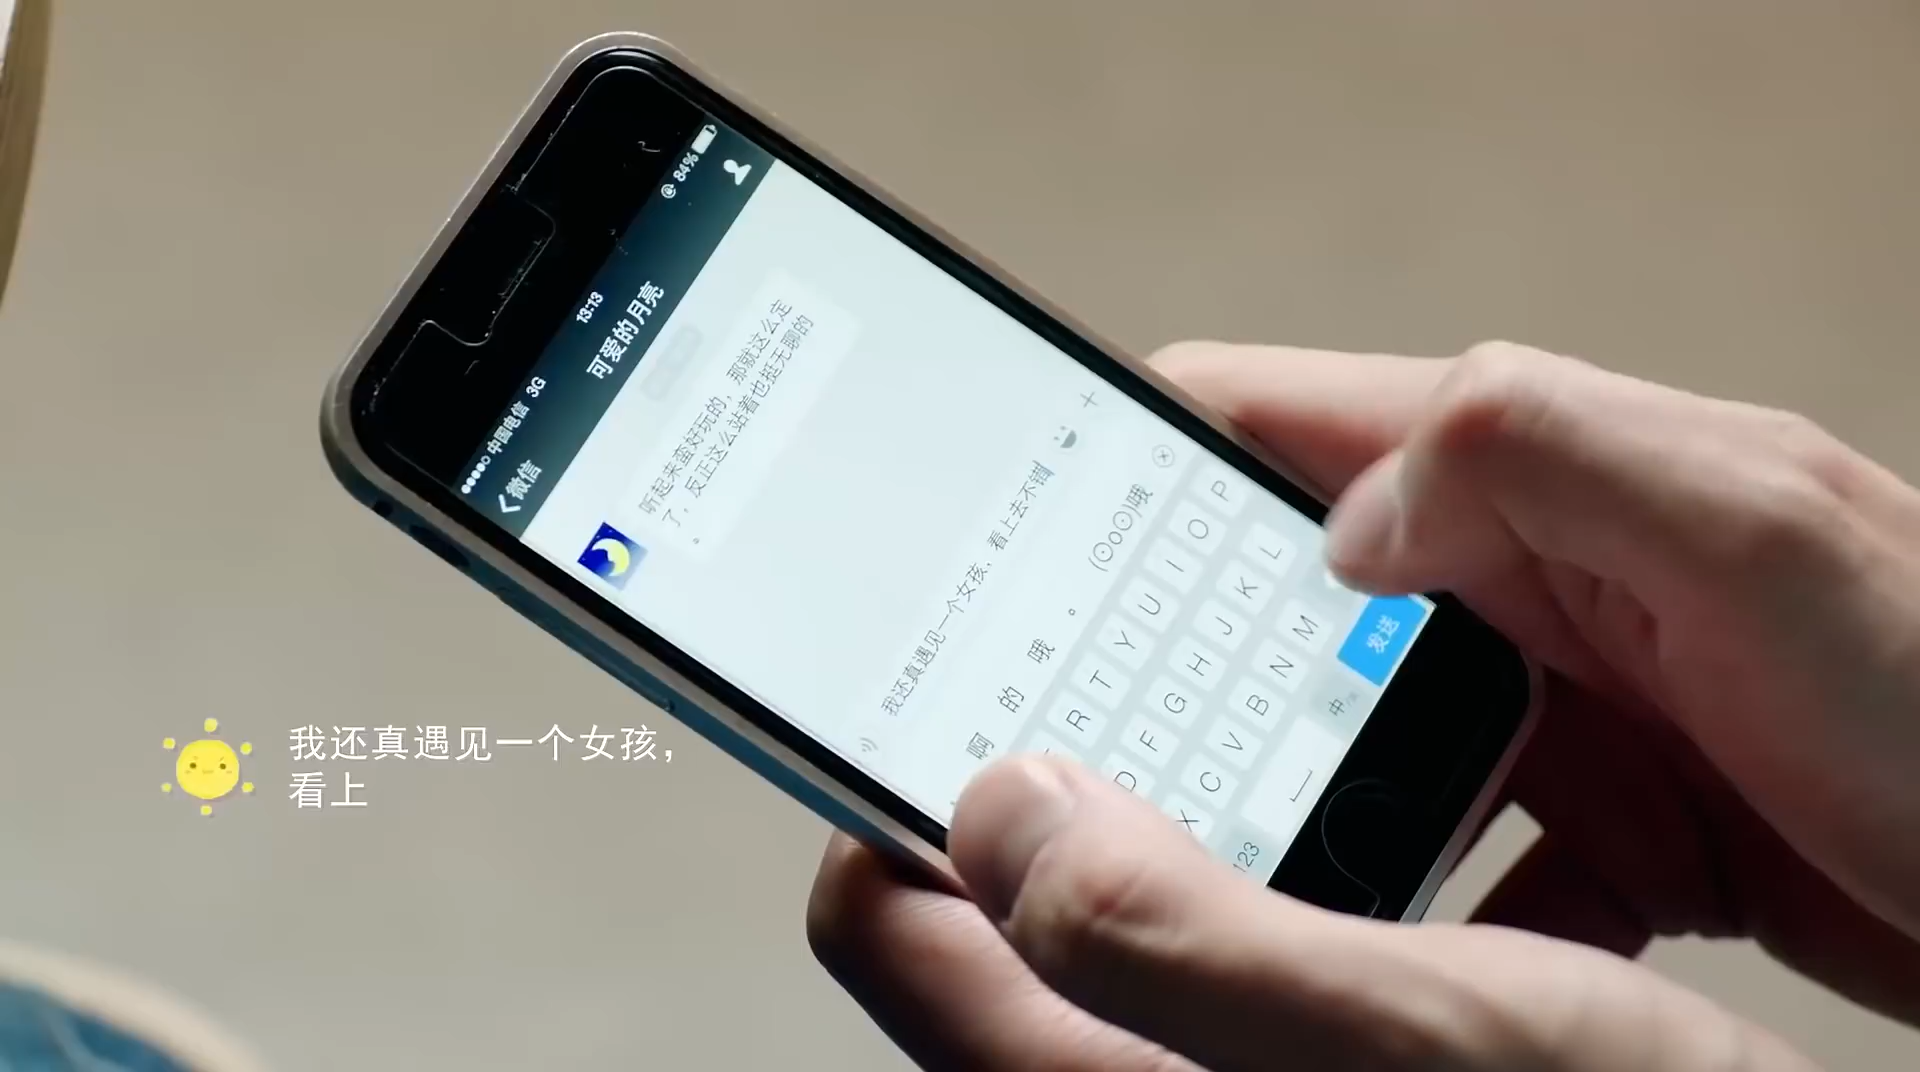 中国电信 3G
13:13
84%
微信
可爱的月亮
听起来蛮好玩的，那就这么定
了，反正这么站着也挺无聊的
。
我还真遇见一个女孩，看上去不错
啊 的 哦 。 (⊙o⊙)哦
R T Y U I O P
D F G H J K L
X C V B N M
123
中
发送
我还真遇见一个女孩，
看上